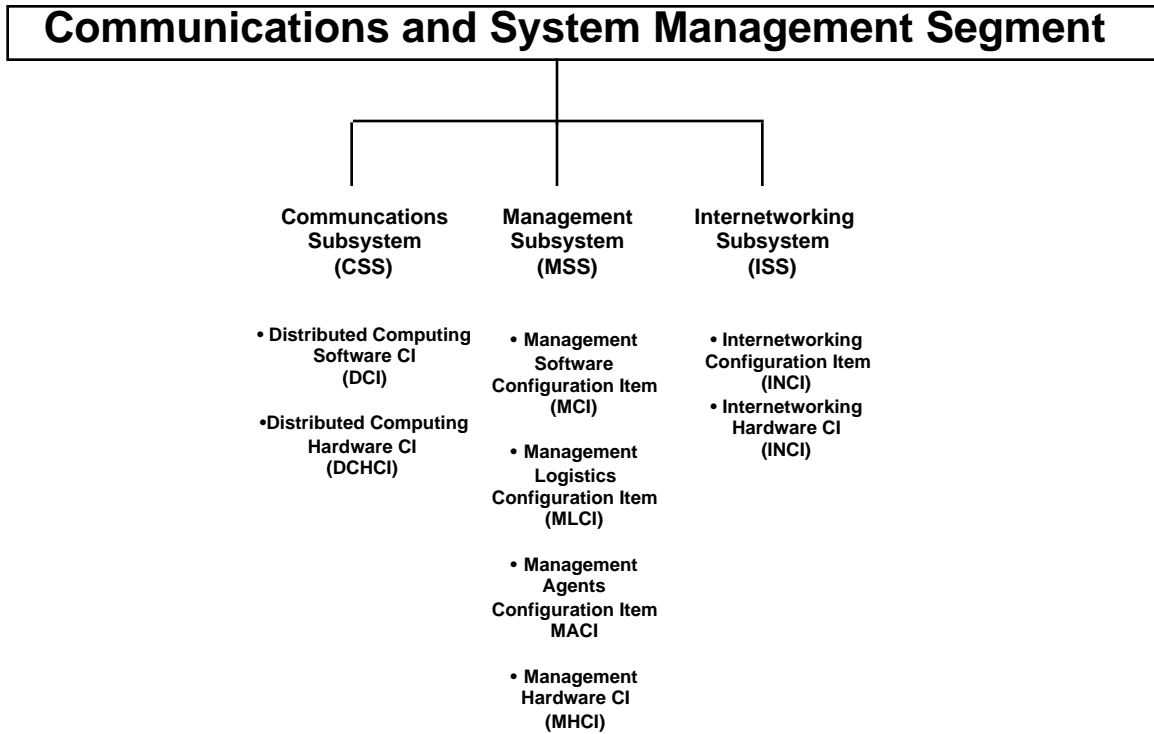 Communications and System Management Segment
Communcations
Subsystem
(CSS)
• Distributed Computing
Software CI
(DCI)
•Distributed Computing
Hardware CI
(DCHCI)
Management
Subsystem
(MSS)
• Management
Software
Configuration Item
(MCI)
• Management
Logistics
Configuration Item
(MLCI)
• Management
Agents
Configuration Item
MACI
• Management
Hardware CI
(MHCI)
Internetworking
Subsystem
(ISS)
• Internetworking
Configuration Item
(INCI)
• Internetworking
Hardware CI
(INCI)